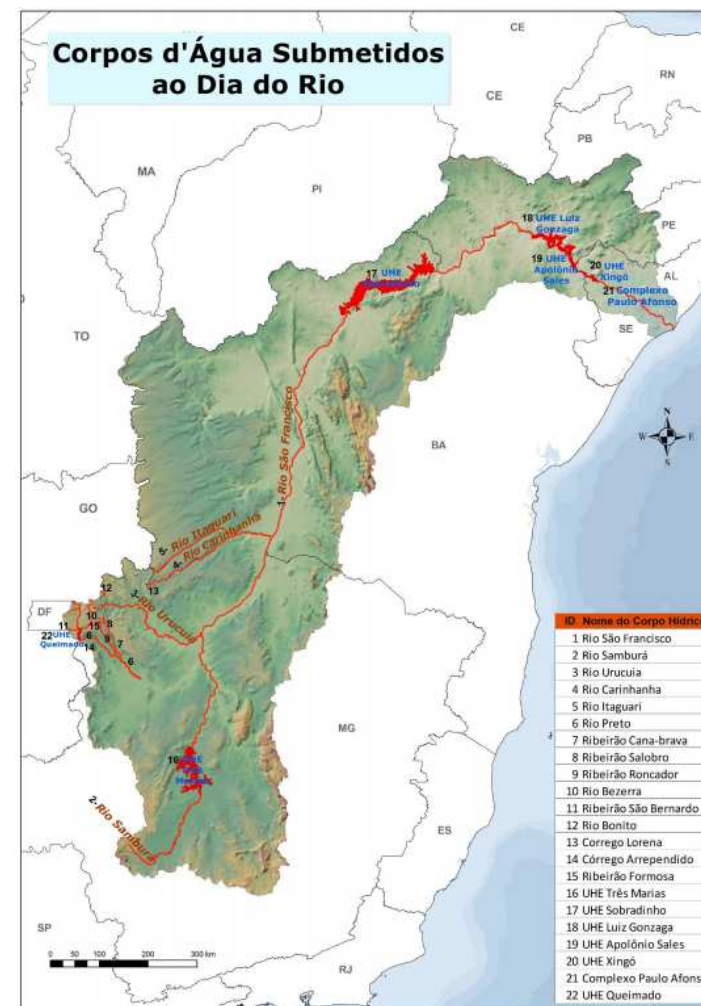 Corpos d'Água Submetidos
ao Dia do Rio
CE
CE
RN
PB
MA
PI
PE
18 UHE Luiz
Gonzaga
AL
17 UHE
19 UHE
Apolônio
Sales
20 UHE
Xingó
21 Complexo
Paulo Afonso
SE
TO
1- Rio São Francisco
BA
N
W E
S
GO
5- Rio Itaguari
4- Rio Carinhanha
12
13
Rio Urucuia
DF
10
11
15
8
22 UHE
Queimado
6
9
7
14
6
MG
16 UHE
2- Rio Samburá
ES
SP
RJ
0 50 100 200 300 km
ID Nome do Corpo Hídrico
1 Rio São Francisco
2 Rio Samburá
3 Rio Urucuia
4 Rio Carinhanha
5 Rio Itaguari
6 Rio Preto
7 Ribeirão Cana-brava
8 Ribeirão Salobro
9 Ribeirão Roncador
10 Rio Bezerra
11 Ribeirão São Bernardo
12 Rio Bonito
13 Corrego Lorena
14 Córrego Arrependido
15 Ribeirão Formosa
16 UHE Três Marias
17 UHE Sobradinho
18 UHE Luiz Gonzaga
19 UHE Apolônio Sales
20 UHE Xingó
21 Complexo Paulo Afons
22 UHE Queimado